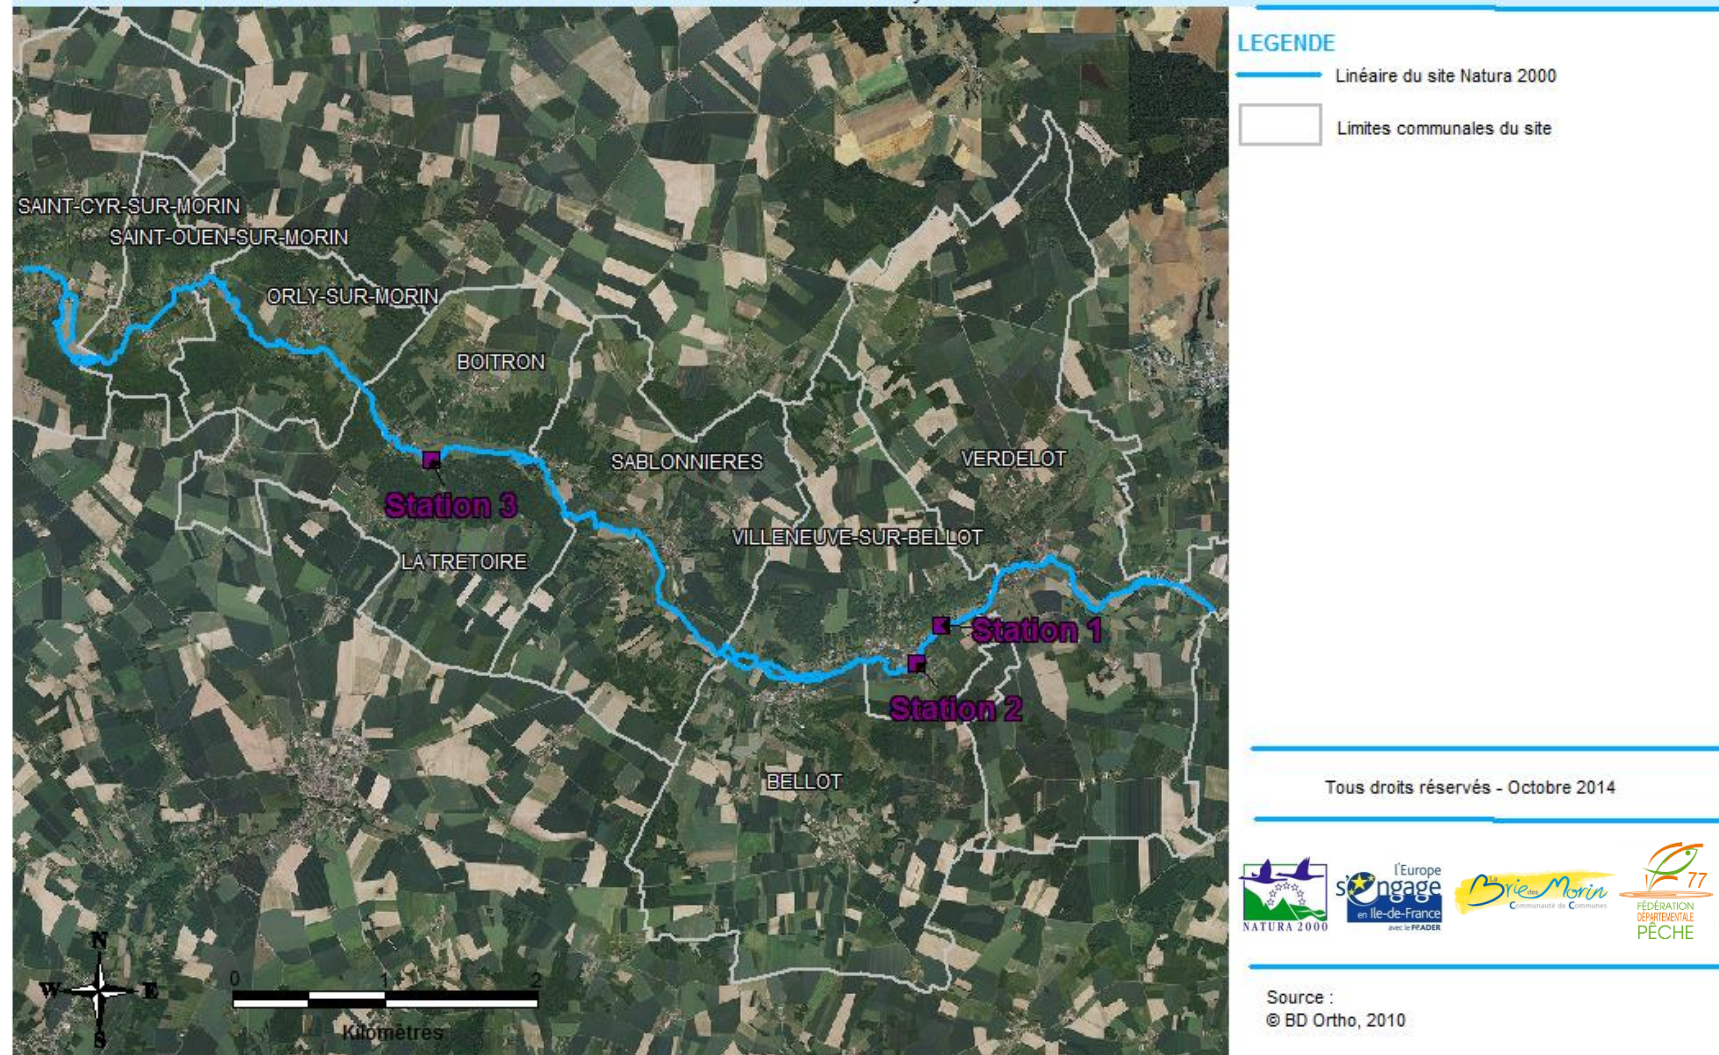 LEGENDE
Linéaire du site Natura 2000
Limites communales du site
SAINT-CYR-SUR-MORIN
SAINT-OUEN-SUR-MORIN
ORLY-SUR-MORIN
BOITRON
SABLONNIERES
VERDELOT
Station 3
VILLENEUVE-SUR-BELLOT
LA TRETOIRE
Station 1
Station 2
BELLOT
Tous droits réservés - Octobre 2014
NATURA 2000
l'Europe
s'engage
en Ile-de-France
avec le FEADER
La Brie des Morin
Communauté de Communes
77
FÉDÉRATION
DÉPARTEMENTALE
PÊCHE
N
W E
S
0 1 2
Kilomètres
Source :
© BD Ortho, 2010